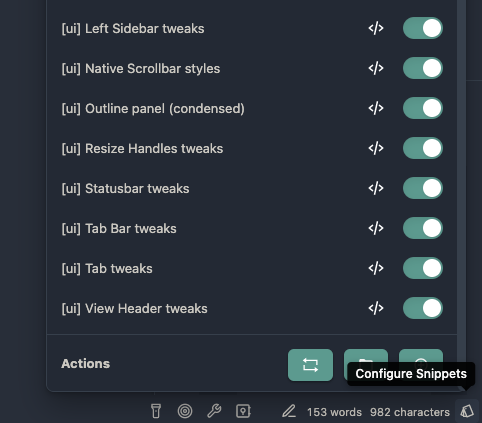 [ui] Left Sidebar tweaks
[ui] Native Scrollbar styles
[ui] Outline panel (condensed)
[ui] Resize Handles tweaks
[ui] Statusbar tweaks
[ui] Tab Bar tweaks
[ui] Tab tweaks
[ui] View Header tweaks
Actions
Configure Snippets
153 words 982 characters